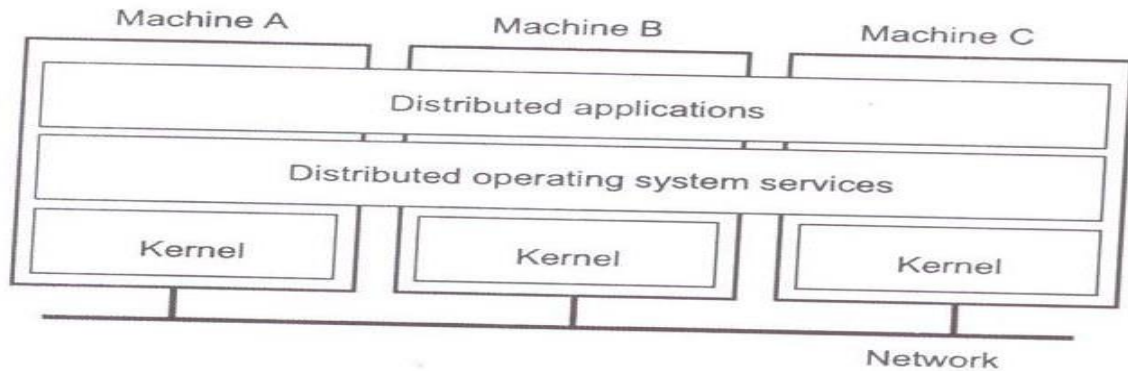 Machine A
Machine B
Machine C
Distributed applications
Distributed operating system services
Kernel
Kernel
Kernel
Network